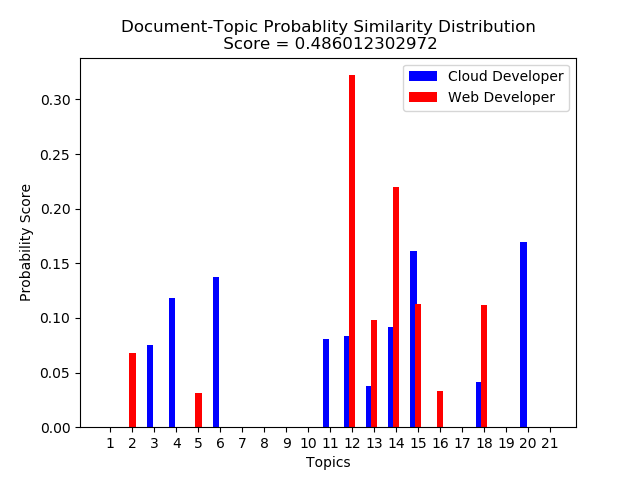 Document-Topic Probablity Similarity Distribution
Score = 0.486012302972
Cloud Developer
Web Developer
Probability Score
0.30
0.25
0.20
0.15
0.10
0.05
0.00
1 2 3 4 5 6 7 8 9 10 11 12 13 14 15 16 17 18 19 20 21
Topics